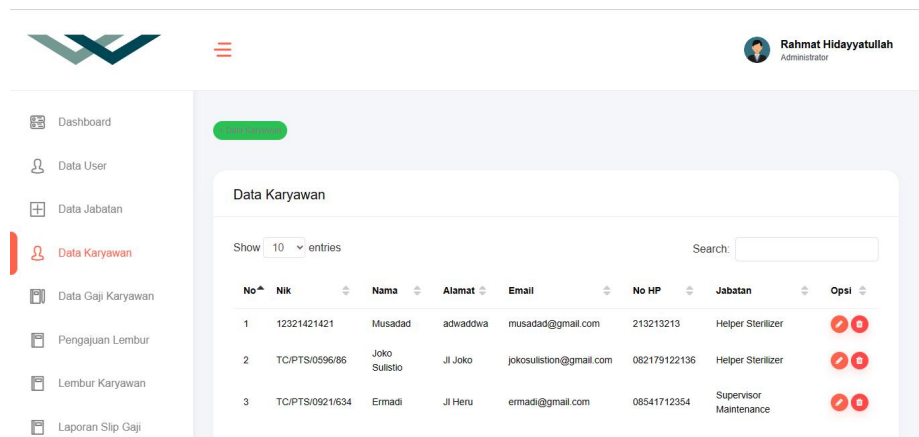 Rahmat Hidayyatullah
Administrator
Dashboard
Data User
Data Jabatan
Data Karyawan
Data Gaji Karyawan
Pengajuan Lembur
Lembur Karyawan
Laporan Slip Gaji
Data Karyawan
Data Karyawan
Show 10 entries
Search:
No Nik Nama Alamat Email No HP Jabatan Opsi
1 12321421421 Musadad adwaddwa musadad@gmail.com 213213213 Helper Sterilizer
2 TC/PTS/0596/86 Joko Sulistio Jl Joko jokosulistion@gmail.com 082179122136 Helper Sterilizer
3 TC/PTS/0921/634 Ermadi Jl Heru ermadi@gmail.com 08541712354 Supervisor Maintenance